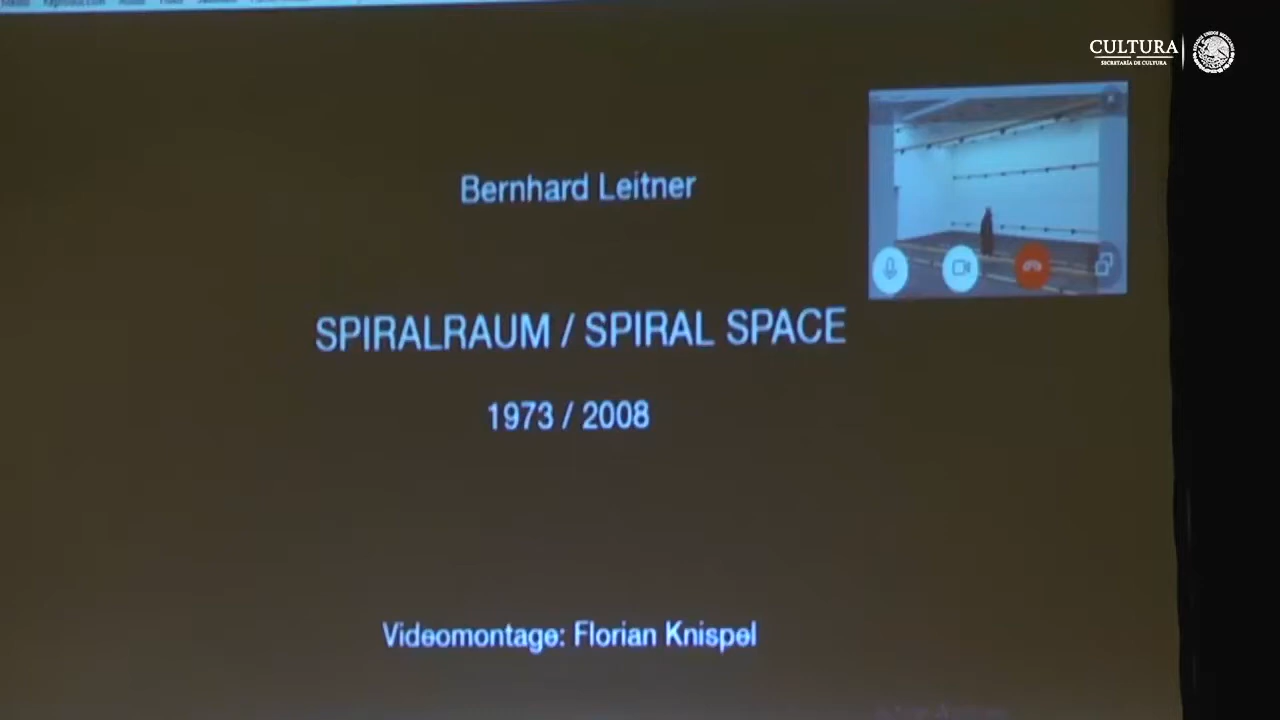 CULTURA
SECRETARÍA DE CULTURA
Bernhard Leitner
SPIRALRAUM / SPIRAL SPACE
1973 / 2008
Videomontage: Florian Knispel